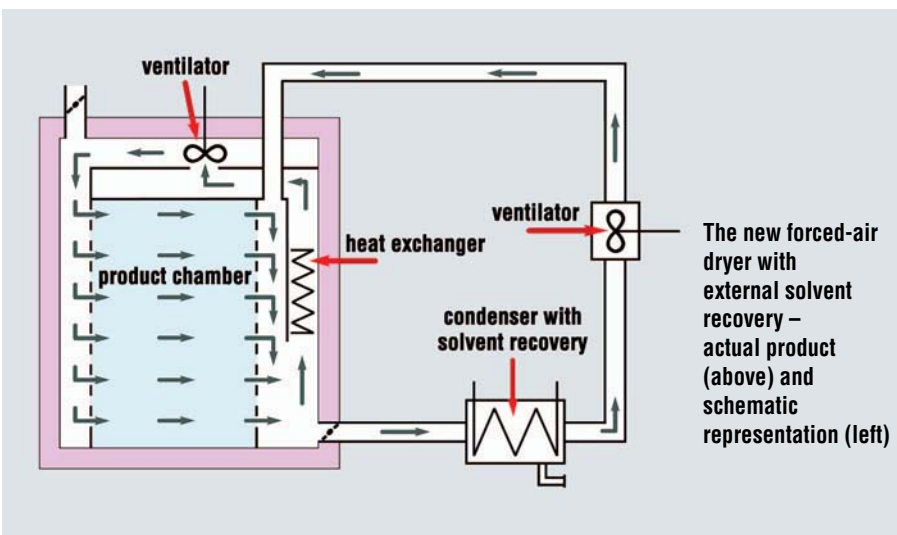 ventilator
product chamber
heat exchanger
ventilator
condenser with
solvent recovery
The new forced-air
dryer with
external solvent
recovery –
actual product
(above) and
schematic
representation (left)